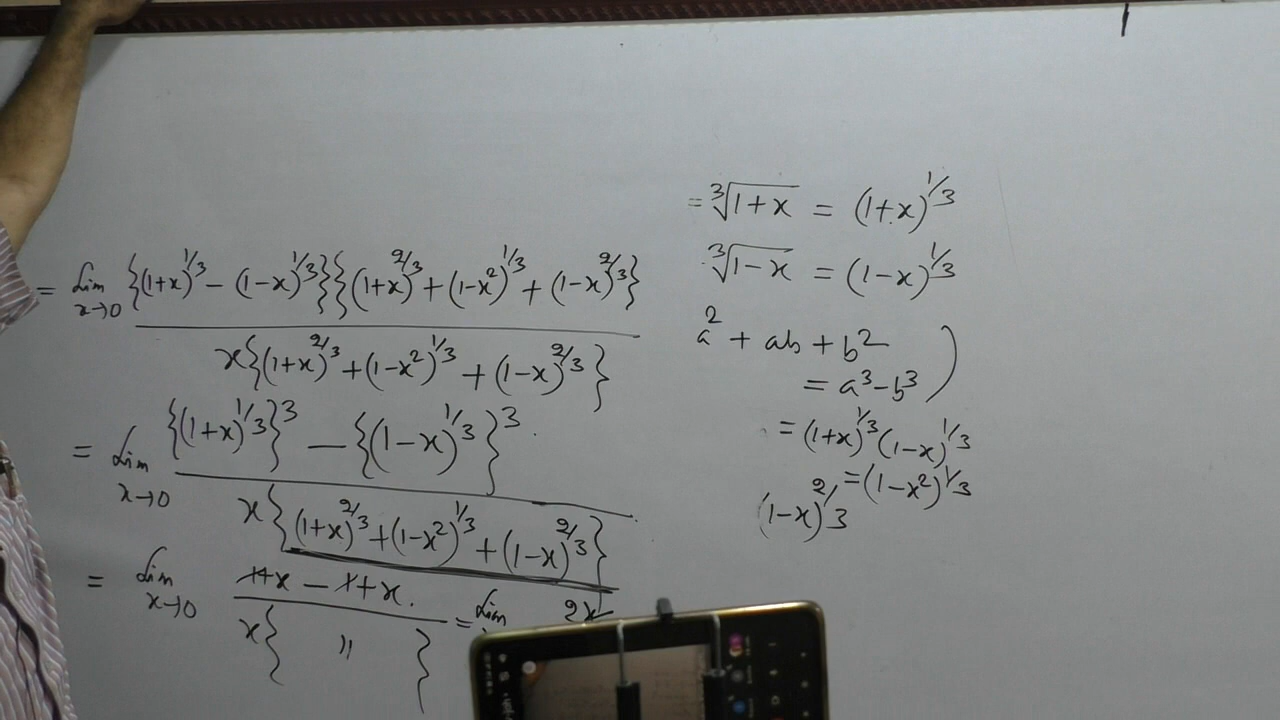 = lim x→0 {(1+x)^1/3 − (1−x)^1/3}{(1+x)^2/3 + (1−x²)^1/3 + (1−x)^2/3}
x{(1+x)^2/3 + (1−x²)^1/3 + (1−x)^2/3}
= lim x→0 {(1+x)^1/3}³ − {(1−x)^1/3}³
x{(1+x)^2/3 + (1−x²)^1/3 + (1−x)^2/3}
= lim x→0 1+x − 1+x. = lim 2x
x{ " }
= ∛1+x = (1+x)^1/3
∛1−x = (1−x)^1/3
a² + ab + b²
= a³−b³ )
= (1+x)^1/3 (1−x)^1/3
= (1−x²)^1/3
(1−x)^2/3